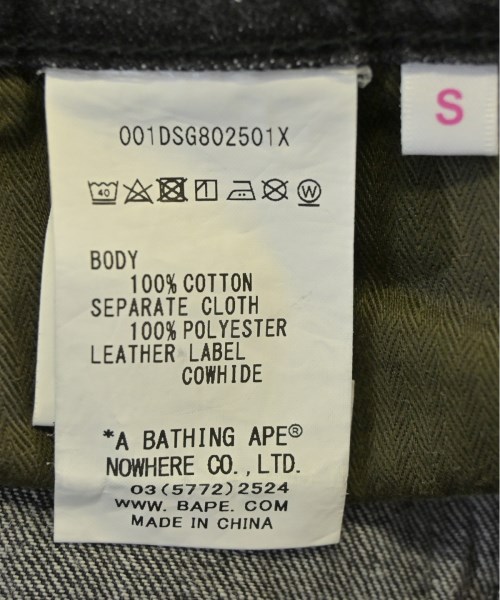 001DSG802501X
S
40
W
BODY
100% COTTON
SEPARATE CLOTH
100% POLYESTER
LEATHER LABEL
COWHIDE
*A BATHING APE®
NOWHERE CO.,LTD.
03(5772)2524
WWW. BAPE. COM
MADE IN CHINA